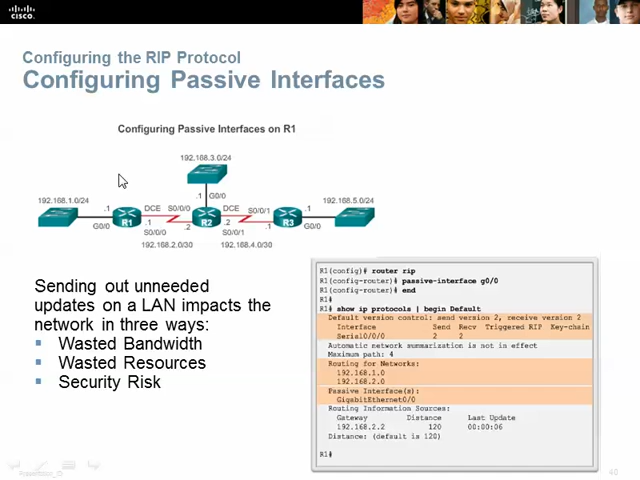 CISCO
Configuring the RIP Protocol
Configuring Passive Interfaces
Configuring Passive Interfaces on R1
192.168.3.0/24
.1 G0/0
192.168.1.0/24 .1 DCE S0/0/0 DCE S0/0/1 .1 192.168.5.0/24
R1 R2 R3
G0/0 .1 .2 .1 .2 G0/0
S0/0/0 S0/0/1
192.168.2.0/30 192.168.4.0/30
Sending out unneeded
updates on a LAN impacts the
network in three ways:
Wasted Bandwidth
Wasted Resources
Security Risk
R1(config)# router rip
R1(config-router)# passive-interface g0/0
R1(config-router)# end
R1#
R1# show ip protocols | begin Default
Default version control: send version 2, receive version 2
Interface Send Recv Triggered RIP Key-chain
Serial0/0/0 2 2
Automatic network summarization is not in effect
Maximum path: 4
Routing for Networks:
192.168.1.0
192.168.2.0
Passive Interface(s):
GigabitEthernet0/0
Routing Information Sources:
Gateway Distance Last Update
192.168.2.2 120 00:00:06
Distance: (default is 120)
R1#
Presentation_ID